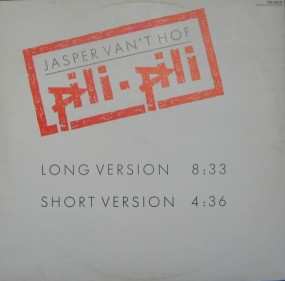 JASPER VAN'T HOF
pili-pili
LONG VERSION 8:33
SHORT VERSION 4:36